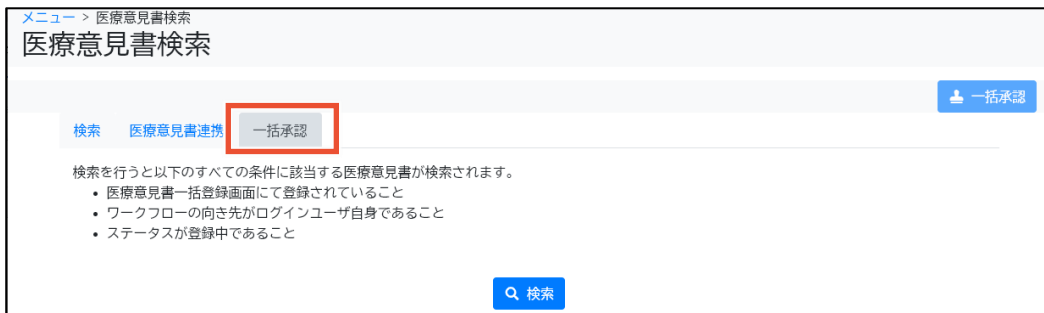 メニュー > 医療意見書検索
医療意見書検索
一括承認
検索 医療意見書連携 一括承認
検索を行うと以下のすべての条件に該当する医療意見書が検索されます。
• 医療意見書一括登録画面にて登録されていること
• ワークフローの向き先がログインユーザ自身であること
• ステータスが登録中であること
検索